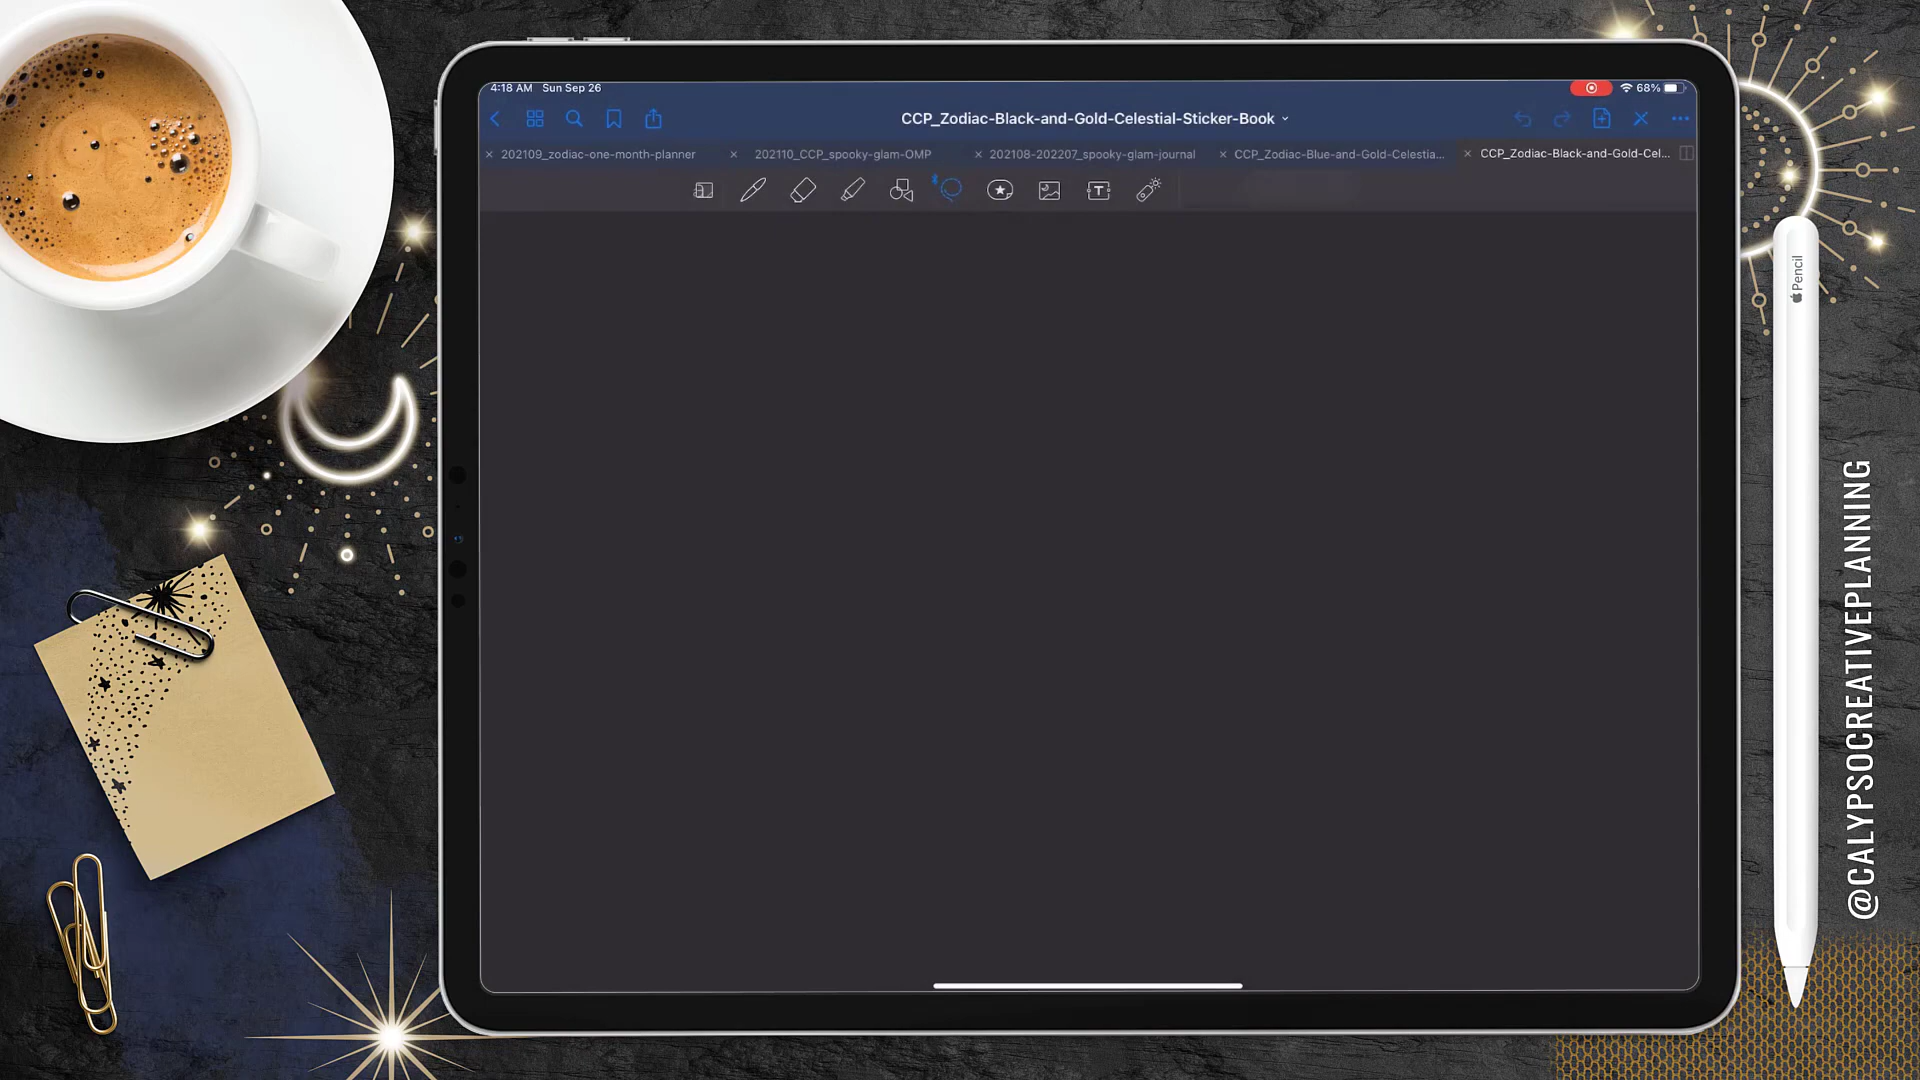 4:18 AM Sun Sep 26
68%
CCP_Zodiac-Black-and-Gold-Celestial-Sticker-Book
202109_zodiac-one-month-planner
202110_CCP_spooky-glam-OMP
202108-202207_spooky-glam-journal
CCP_Zodiac-Blue-and-Gold-Celestia...
CCP_Zodiac-Black-and-Gold-Cel...
T
Pencil
@CALYPSOCREATIVEPLANNING